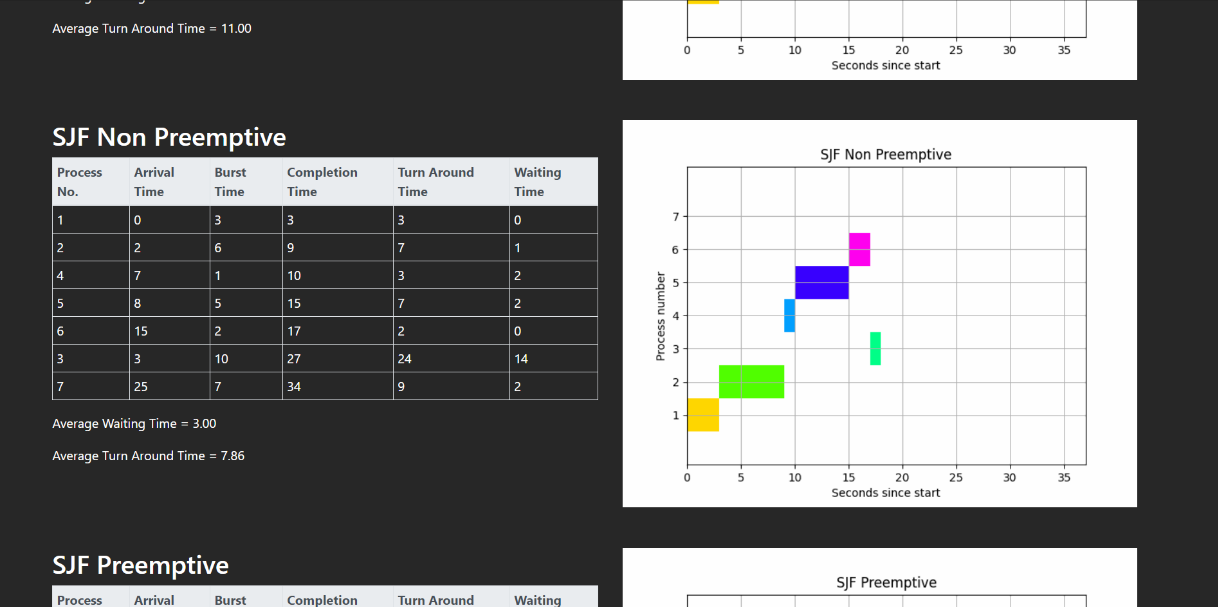 Average Turn Around Time = 11.00
0 5 10 15 20 25 30 35
Seconds since start
SJF Non Preemptive
Process No. Arrival Time Burst Time Completion Time Turn Around Time Waiting Time
1 0 3 3 3 0
2 2 6 9 7 1
4 7 1 10 3 2
5 8 5 15 7 2
6 15 2 17 2 0
3 3 10 27 24 14
7 25 7 34 9 2
Average Waiting Time = 3.00
Average Turn Around Time = 7.86
SJF Non Preemptive
Process number
7
6
5
4
3
2
1
0 5 10 15 20 25 30 35
Seconds since start
SJF Preemptive
Process Arrival Burst Completion Turn Around Waiting
SJF Preemptive